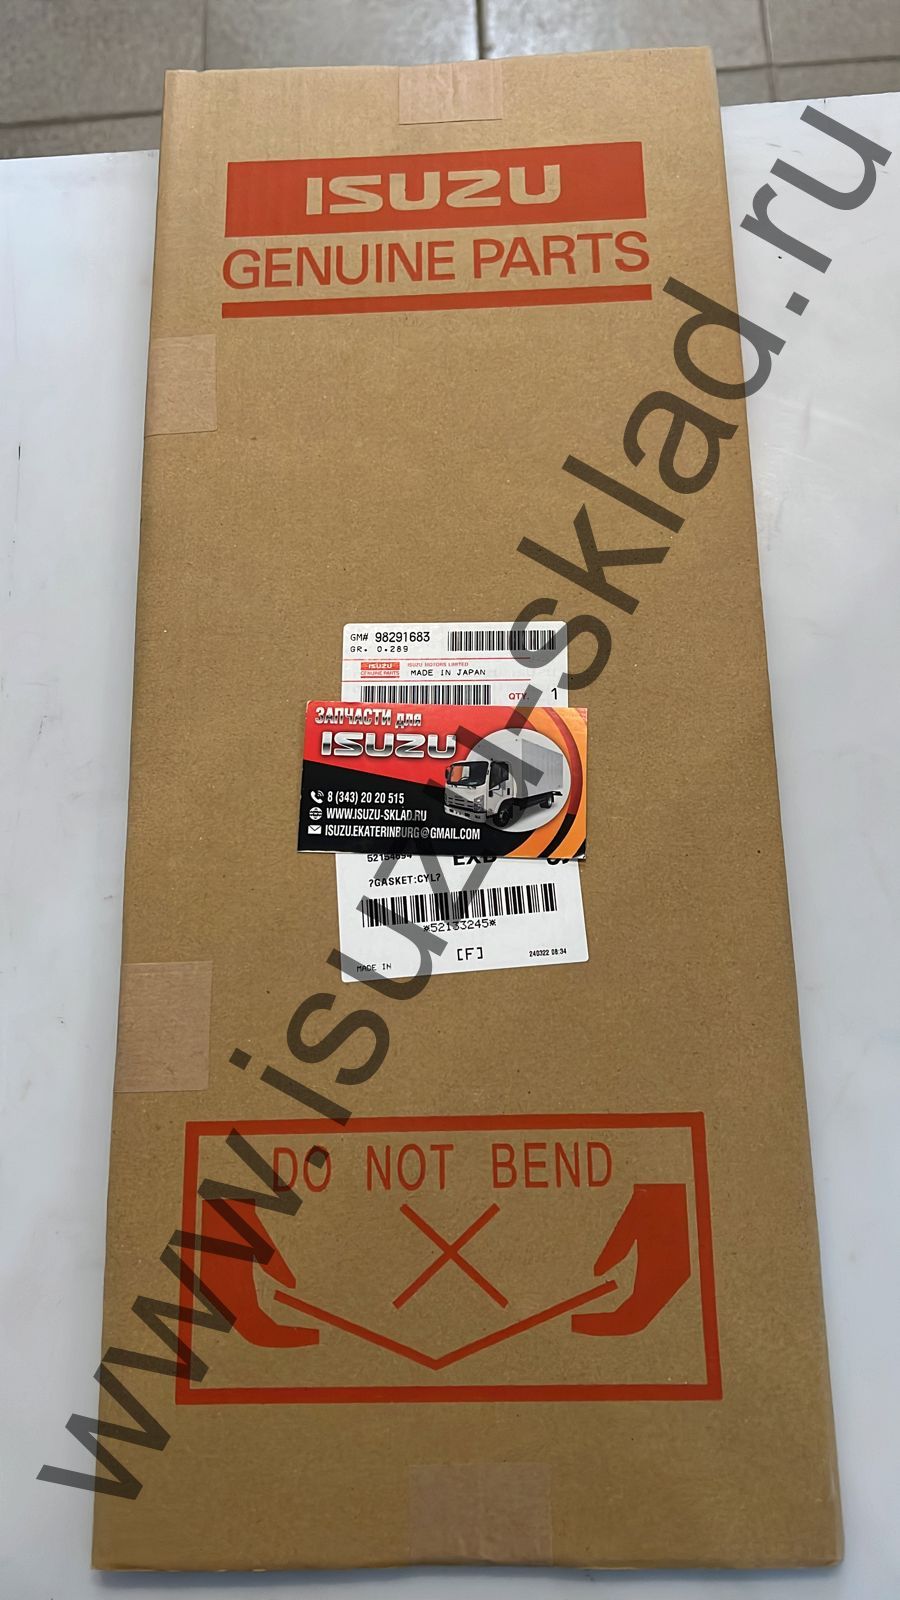 ISUZU
GENUINE PARTS
GM# 98291683
GR. 0.289
ISUZU
GENUINE PARTS
ISUZU MOTORS LIMITED
MADE IN JAPAN
QTY. 1
ЗАПЧАСТИ для
ISUZU
8 (343) 20 20 515
WWW.ISUZU-SKLAD.RU
ISUZU.EKATERINBURG@GMAIL.COM
?GASKET:CYL?
*52133245*
[F]
240322 08:34
MADE IN
DO NOT BEND
www.isuzu-sklad.ru